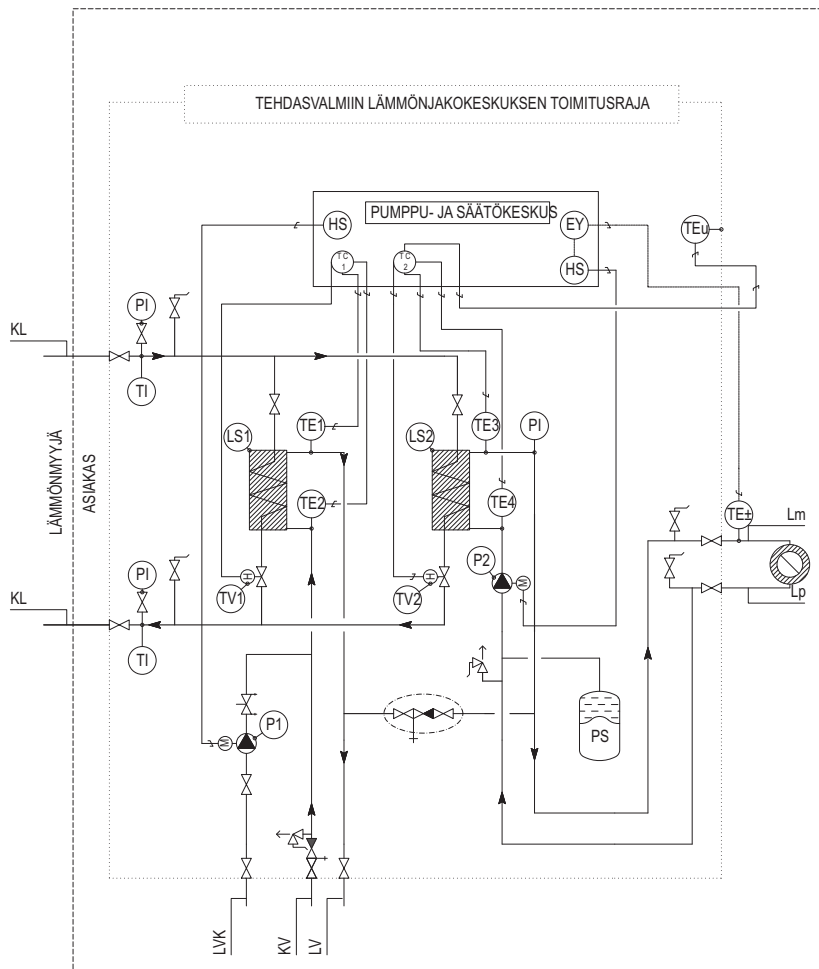 TEHDASVALMIIN LÄMMÖNJAKOKESKUKSEN TOIMITUSRAJA
PUMPPU- JA SÄÄTÖKESKUS
HS
EY
TEu
TC
1
TC
2
HS
PI
KL
TI
LS1
TE1
LS2
TE3
PI
TE2
TE4
TE±
Lm
LÄMMÖNMYYJÄ
ASIAKAS
PI
H
TV1
H
TV2
P2
M
Lp
KL
TI
P1
M
PS
LVK
KV
LV